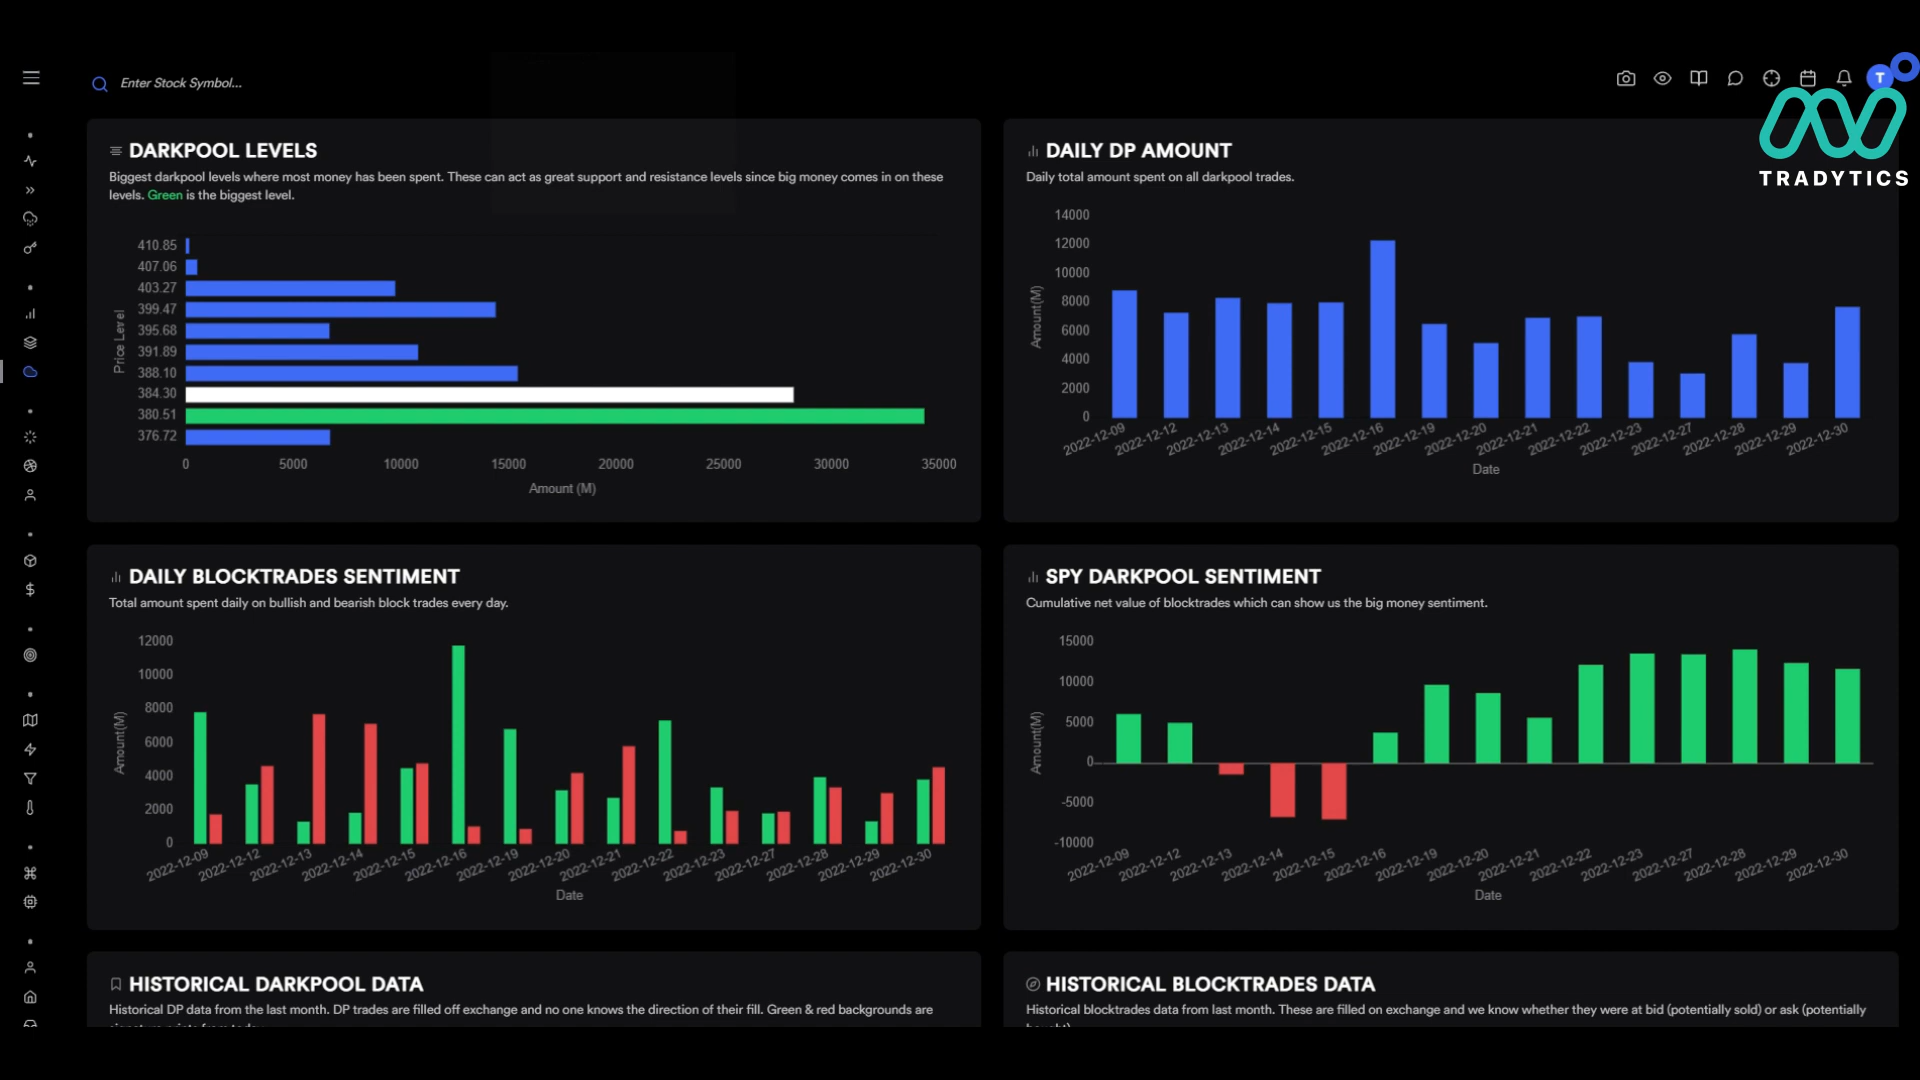 Enter Stock Symbol...
T
TRADYTICS
DARKPOOL LEVELS
Biggest darkpool levels where most money has been spent. These can act as great support and resistance levels since big money comes in on these
levels. Green is the biggest level.
Price Level
410.85
407.06
403.27
399.47
395.68
391.89
388.10
384.30
380.51
376.72
0 5000 10000 15000 20000 25000 30000 35000
Amount (M)
DAILY DP AMOUNT
Daily total amount spent on all darkpool trades.
Amount(M)
14000
12000
10000
8000
6000
4000
2000
0
2022-12-09 2022-12-12 2022-12-13 2022-12-14 2022-12-15 2022-12-16 2022-12-19 2022-12-20 2022-12-21 2022-12-22 2022-12-23 2022-12-27 2022-12-28 2022-12-29 2022-12-30
Date
DAILY BLOCKTRADES SENTIMENT
Total amount spent daily on bullish and bearish block trades every day.
Amount(M)
12000
10000
8000
6000
4000
2000
0
2022-12-09 2022-12-12 2022-12-13 2022-12-14 2022-12-15 2022-12-16 2022-12-19 2022-12-20 2022-12-21 2022-12-22 2022-12-23 2022-12-27 2022-12-28 2022-12-29 2022-12-30
Date
SPY DARKPOOL SENTIMENT
Cumulative net value of blocktrades which can show us the big money sentiment.
Amount(M)
15000
10000
5000
0
-5000
-10000
2022-12-09 2022-12-12 2022-12-13 2022-12-14 2022-12-15 2022-12-16 2022-12-19 2022-12-20 2022-12-21 2022-12-22 2022-12-23 2022-12-27 2022-12-28 2022-12-29 2022-12-30
Date
HISTORICAL DARKPOOL DATA
Historical DP data from the last month. DP trades are filled off exchange and no one knows the direction of their fill. Green & red backgrounds are
HISTORICAL BLOCKTRADES DATA
Historical blocktrades data from last month. These are filled on exchange and we know whether they were at bid (potentially sold) or ask (potentially